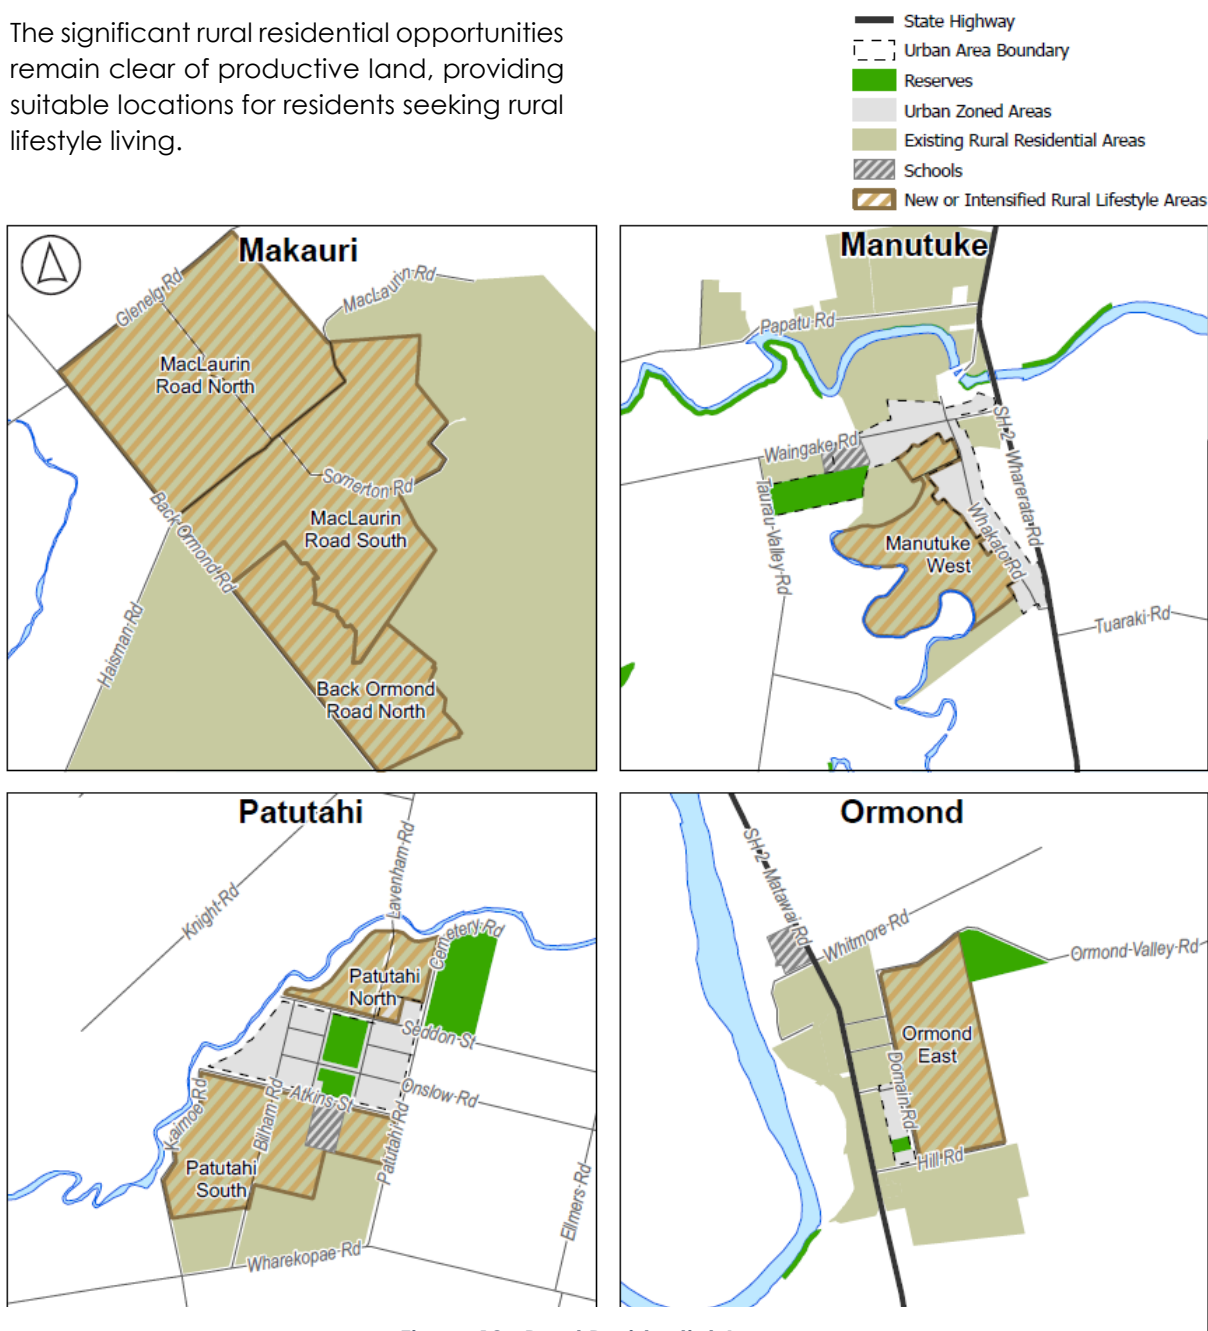 The significant rural residential opportunities
remain clear of productive land, providing
suitable locations for residents seeking rural
lifestyle living.
State Highway
Urban Area Boundary
Reserves
Urban Zoned Areas
Existing Rural Residential Areas
Schools
New or Intensified Rural Lifestyle Areas
Makauri
Glenelg Rd
MacLaurin Rd
MacLaurin
Road North
Somerton Rd
MacLaurin
Road South
Back Ormond Rd
Haisman Rd
Back Ormond
Road North
Manutuke
Papatu Rd
Waingake Rd
SH 2 Wharerata Rd
Taurau Valley Rd
Whakato Rd
Manutuke
West
Tuaraki Rd
Patutahi
Lavenham Rd
Knight Rd
Cemetery Rd
Patutahi
North
Seddon St
Onslow Rd
Atkins St
Kaimoe Rd
Bilham Rd
Patutahi Rd
Patutahi
South
Ellmers Rd
Wharekopae Rd
Ormond
SH 2 Matawai Rd
Whitmore Rd
Ormond Valley Rd
Ormond
East
Domain Rd
Hill Rd